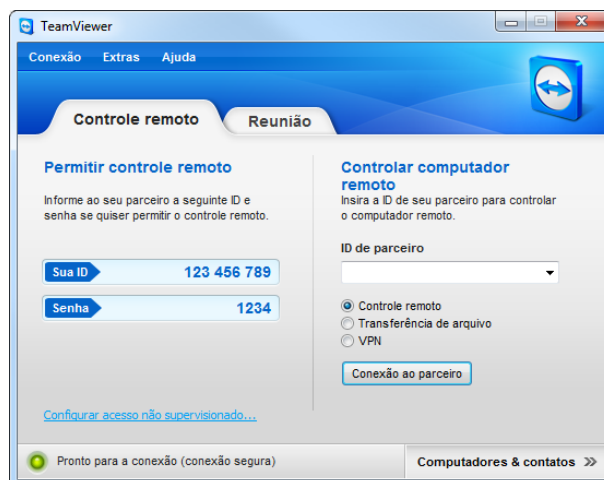 TeamViewer
Conexão Extras Ajuda
Controle remoto Reunião
Permitir controle remoto
Informe ao seu parceiro a seguinte ID e
senha se quiser permitir o controle remoto.
Sua ID 123 456 789
Senha 1234
Configurar acesso não supervisionado...
Controlar computador
remoto
Insira a ID de seu parceiro para controlar
o computador remoto.
ID de parceiro
Controle remoto
Transferência de arquivo
VPN
Conexão ao parceiro
Pronto para a conexão (conexão segura)
Computadores & contatos